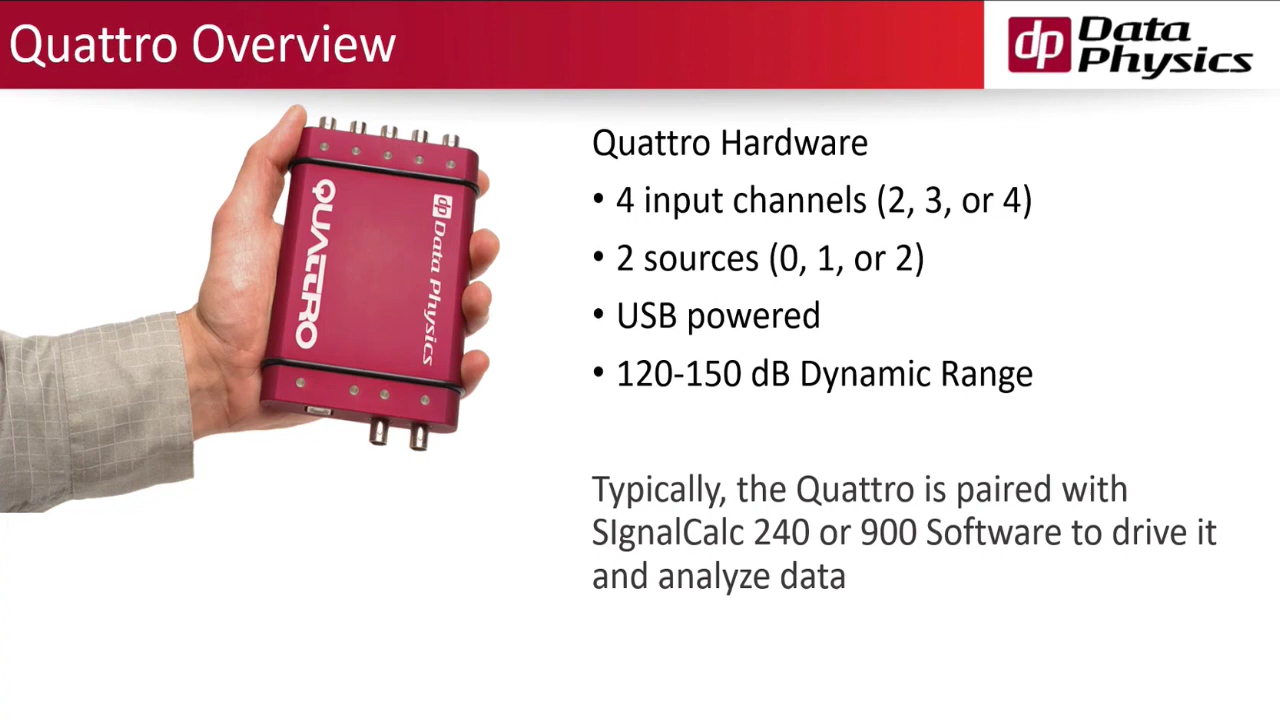 Quattro Overview
dp Data
Physics
QUATTRO
dp Data Physics
Quattro Hardware
• 4 input channels (2, 3, or 4)
• 2 sources (0, 1, or 2)
• USB powered
• 120-150 dB Dynamic Range
Typically, the Quattro is paired with
SIgnalCalc 240 or 900 Software to drive it
and analyze data